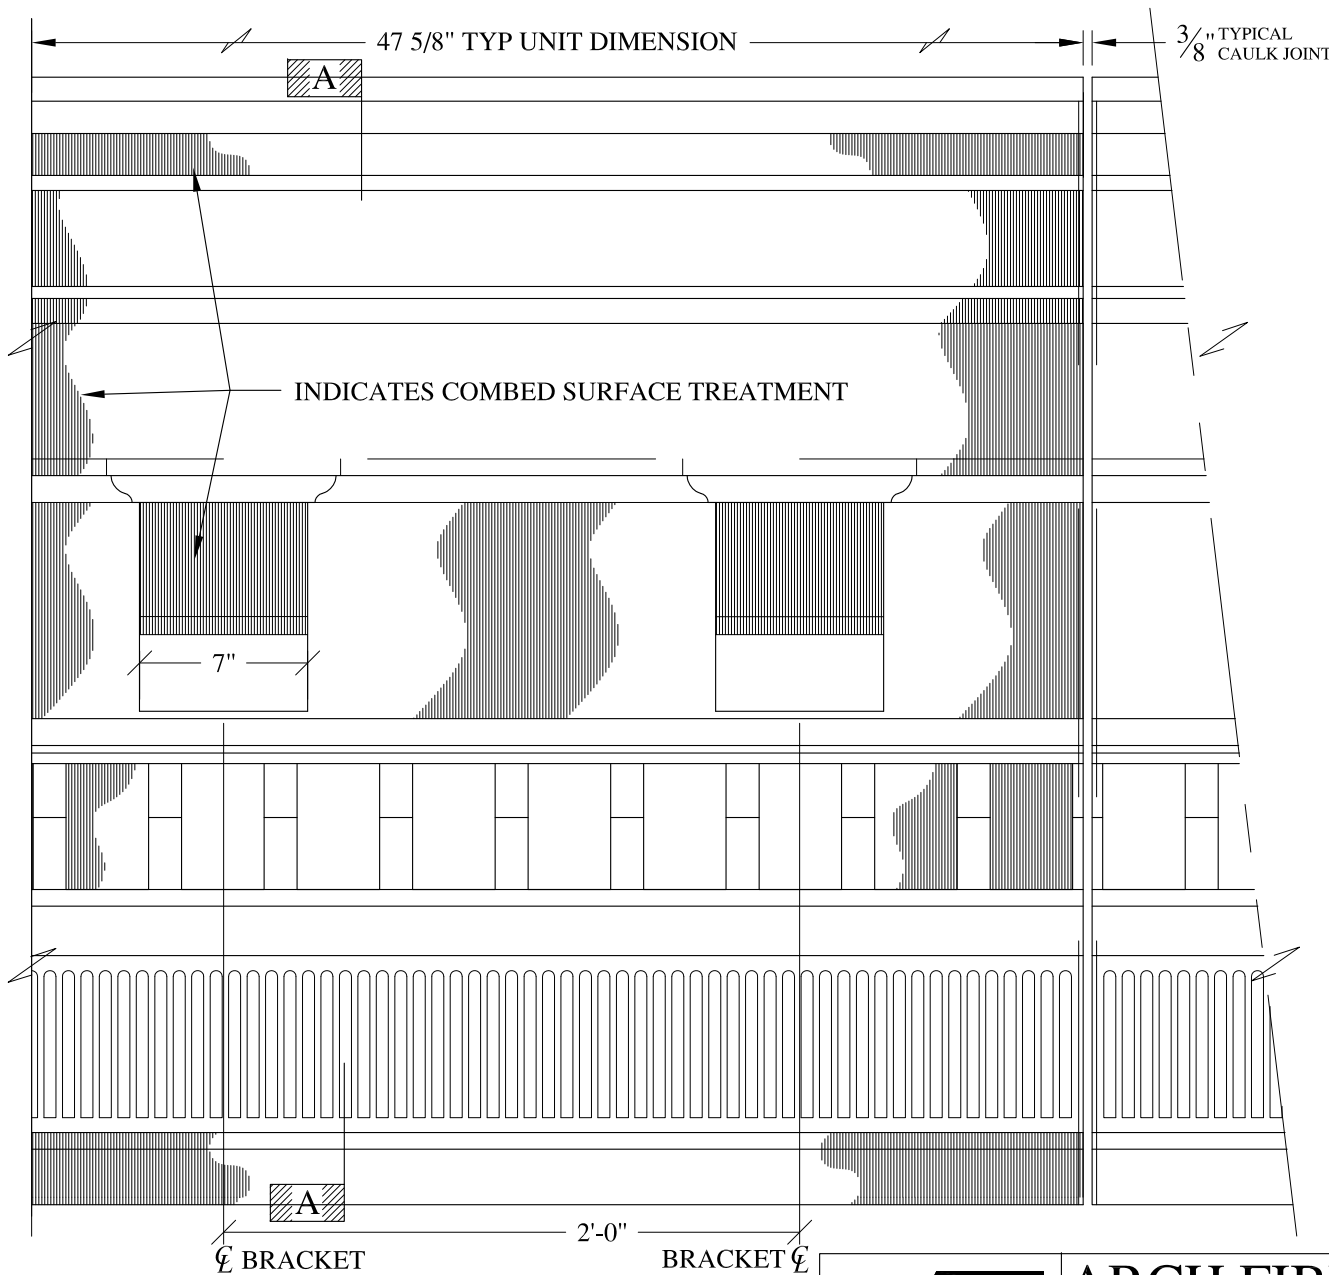 47 5/8" TYP UNIT DIMENSION
3/8" TYPICAL
CAULK JOINT
A
INDICATES COMBED SURFACE TREATMENT
7"
A
2'-0"
℄ BRACKET
BRACKET ℄